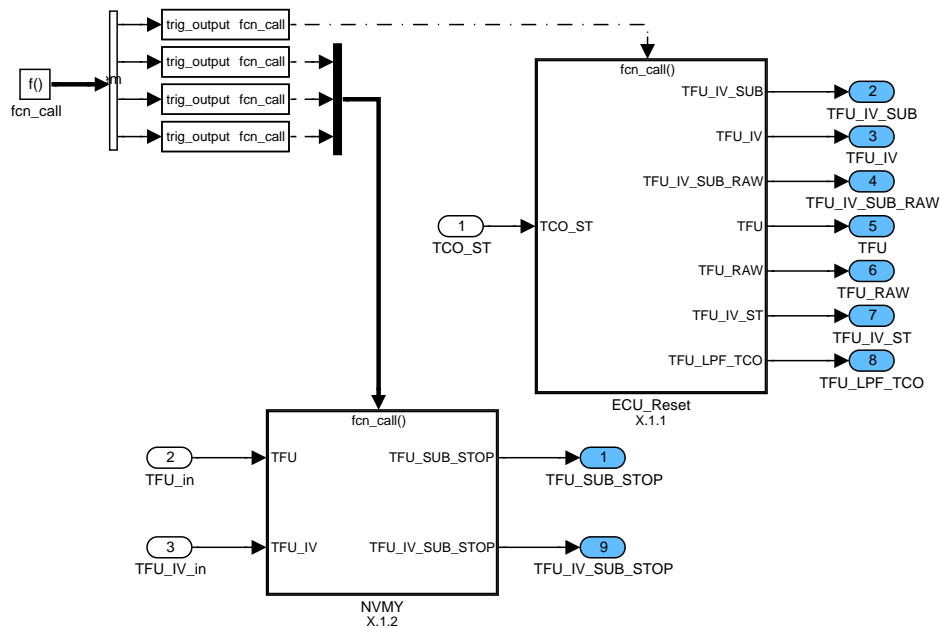 trig_output fcn_call
trig_output fcn_call
trig_output fcn_call
trig_output fcn_call
f()
m
fcn_call
fcn_call()
TFU_IV_SUB
2
TFU_IV_SUB
TFU_IV
3
TFU_IV
TFU_IV_SUB_RAW
4
TFU_IV_SUB_RAW
1
TCO_ST
TCO_ST
TFU
5
TFU
TFU_RAW
6
TFU_RAW
TFU_IV_ST
7
TFU_IV_ST
TFU_LPF_TCO
8
TFU_LPF_TCO
ECU_Reset
X.1.1
fcn_call()
2
TFU_in
TFU
TFU_SUB_STOP
1
TFU_SUB_STOP
3
TFU_IV_in
TFU_IV
TFU_IV_SUB_STOP
9
TFU_IV_SUB_STOP
NVMY
X.1.2